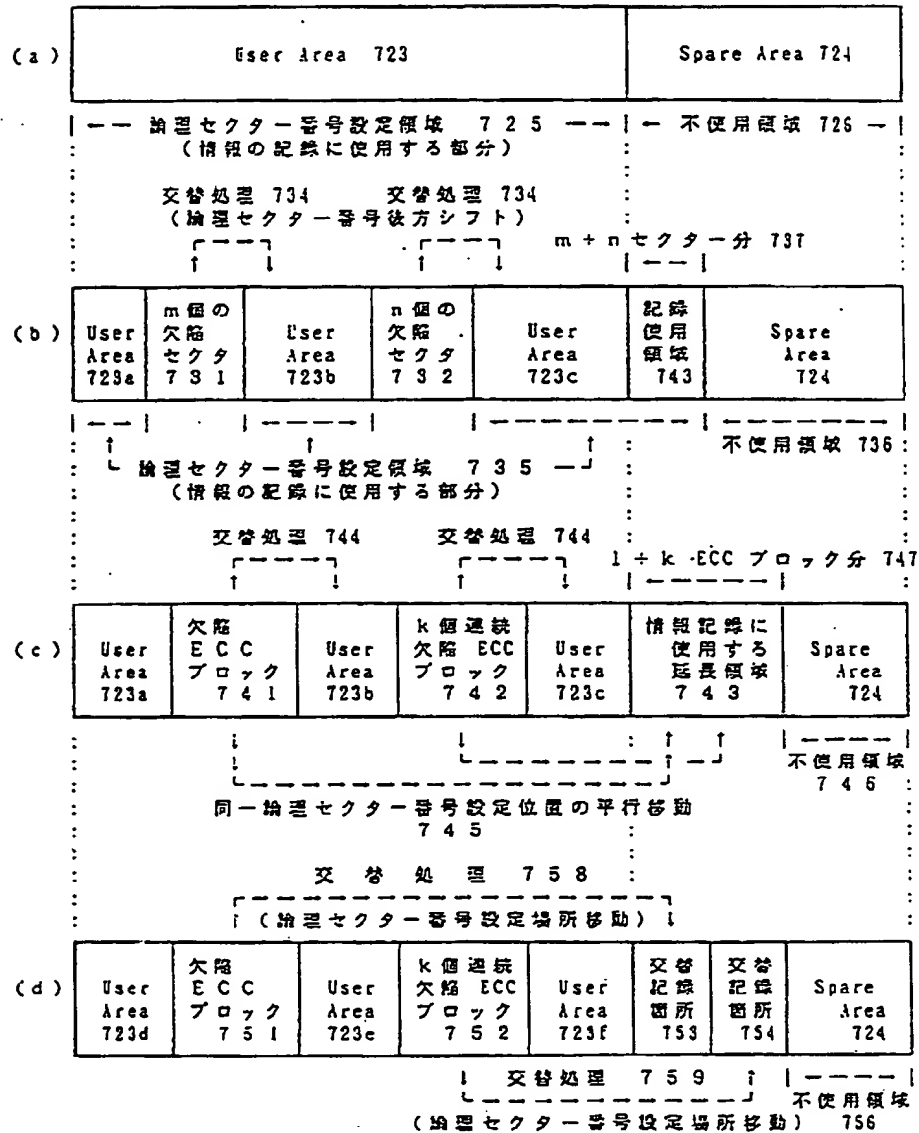 (a)
User Area 723
Spare Area 724
論理セクター番号設定領域 725
不使用領域 726
(情報の記録に使用する部分)
交替処理 734 交替処理 734
(論理セクター番号後方シフト)
m+nセクター分 737
(b)
User Area 723a
m個の欠陥セクタ 731
User Area 723b
n個の欠陥セクタ 732
User Area 723c
記録使用領域 743
Spare Area 724
不使用領域 736
論理セクター番号設定領域 735
(情報の記録に使用する部分)
交替処理 744 交替処理 744
1+k ECC ブロック分 747
(c)
User Area 723a
欠陥ECCブロック 741
User Area 723b
k個連続欠陥 ECCブロック 742
User Area 723c
情報記録に使用する延長領域 743
Spare Area 724
不使用領域 746
同一論理セクター番号設定位置の平行移動
745
交替処理 758
(論理セクター番号設定場所移動)
(d)
User Area 723d
欠陥ECCブロック 751
User Area 723e
k個連続欠陥 ECCブロック 752
User Area 723f
交替記録箇所 753
交替記録箇所 754
Spare Area 724
交替処理 759
不使用領域
(論理セクター番号設定場所移動) 756